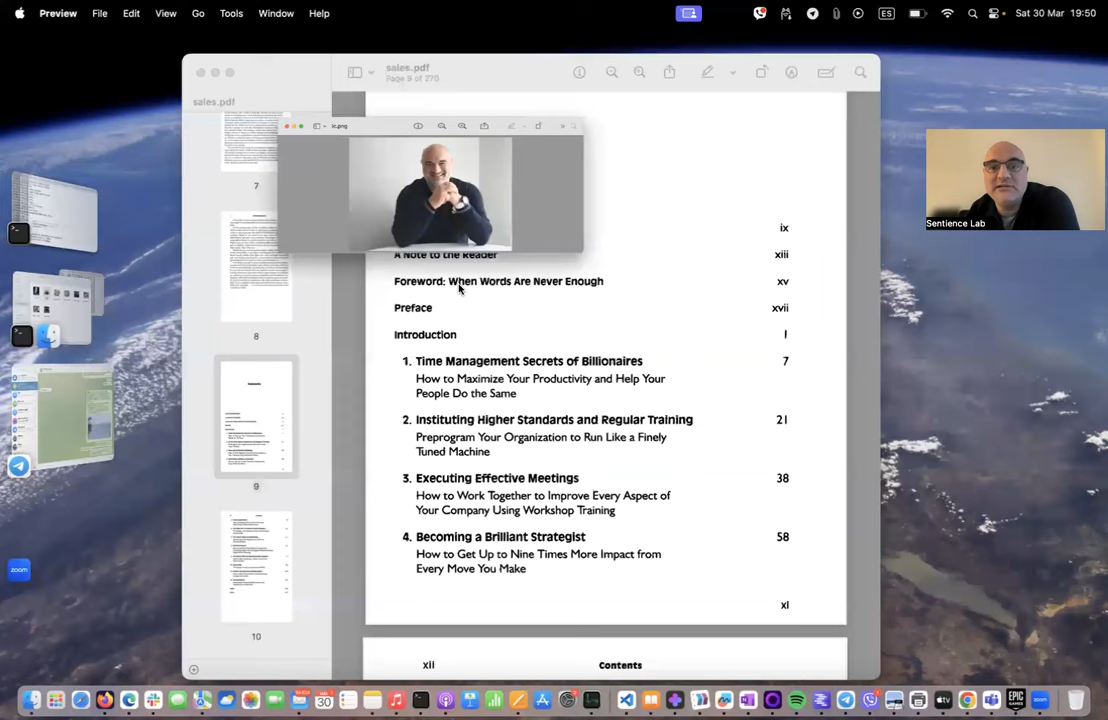 Preview File Edit View Go Tools Window Help
ES Sat 30 Mar 19:50
sales.pdf
Page 9 of 270
sales.pdf
ic.png
7
8
9
10
ix
A Note to the Reader xiii
Foreword: When Words Are Never Enough xv
Preface xvii
Introduction 1
1. Time Management Secrets of Billionaires 7
How to Maximize Your Productivity and Help Your
People Do the Same
2. Instituting Higher Standards and Regular Training 21
Preprogram Your Organization to Run Like a Finely
Tuned Machine
3. Executing Effective Meetings 38
How to Work Together to Improve Every Aspect of
Your Company Using Workshop Training
4. Becoming a Brilliant Strategist 58
How to Get Up to Nine Times More Impact from
Every Move You Make
xi
xii Contents
Sentience Lab
zoom
30
EPIC
GAMES
zoom